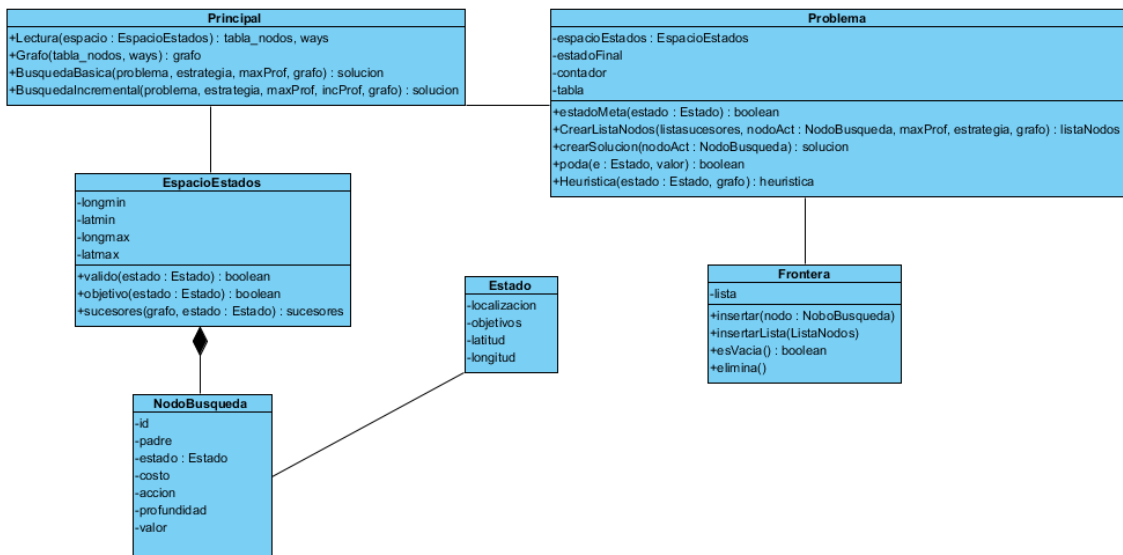 Principal
+Lectura(espacio : EspacioEstados) : tabla_nodos, ways
+Grafo(tabla_nodos, ways) : grafo
+BusquedaBasica(problema, estrategia, maxProf, grafo) : solucion
+BusquedaIncremental(problema, estrategia, maxProf, incProf, grafo) : solucion
Problema
-espacioEstados : EspacioEstados
-estadoFinal
-contador
-tabla
+estadoMeta(estado : Estado) : boolean
+CrearListaNodos(listasucesores, nodoAct : NodoBusqueda, maxProf, estrategia, grafo) : listaNodos
+crearSolucion(nodoAct : NodoBusqueda) : solucion
+poda(e : Estado, valor) : boolean
+Heuristica(estado : Estado, grafo) : heuristica
EspacioEstados
-longmin
-latmin
-longmax
-latmax
+valido(estado : Estado) : boolean
+objetivo(estado : Estado) : boolean
+sucesores(grafo, estado : Estado) : sucesores
Estado
-localizacion
-objetivos
-latitud
-longitud
Frontera
-lista
+insertar(nodo : NoboBusqueda)
+insertarLista(ListaNodos)
+esVacia() : boolean
+elimina()
NodoBusqueda
-id
-padre
-estado : Estado
-costo
-accion
-profundidad
-valor